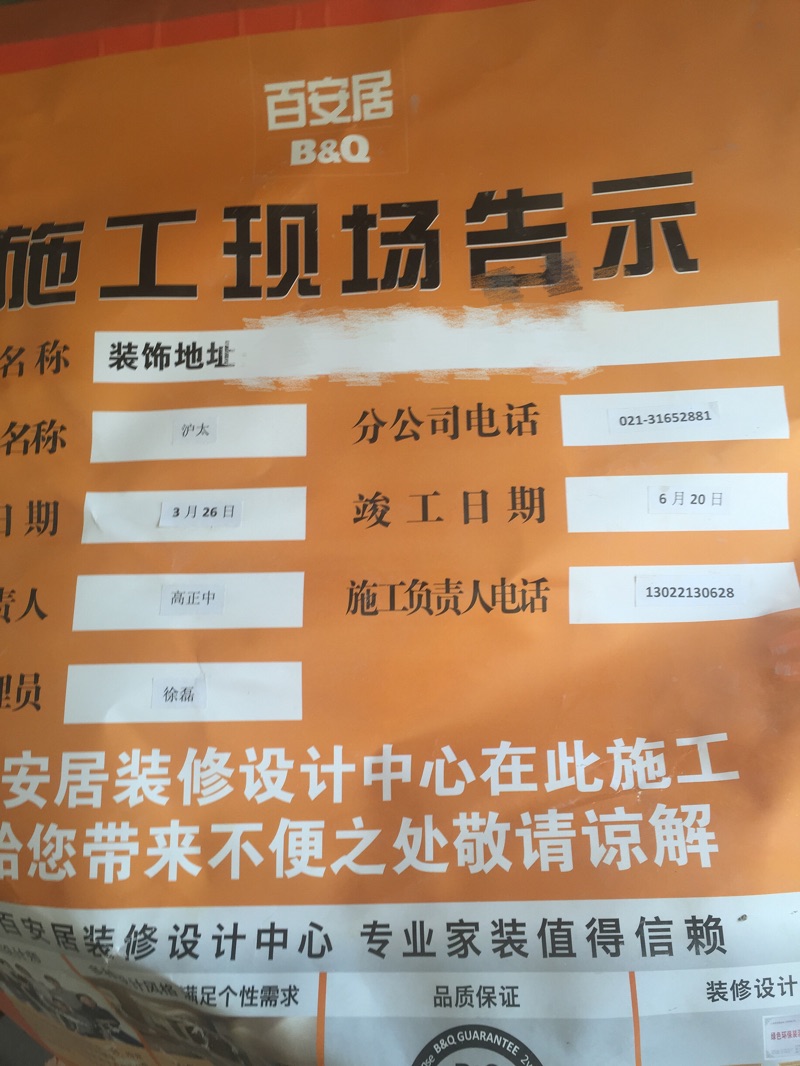 百安居
B&Q
施工现场告示
名称 装饰地址
名称 沪太 分公司电话 021-31652881
日期 3月26日 竣工日期 6月20日
责人 高正中 施工负责人电话 13022130628
理员 徐磊
安居装修设计中心在此施工
给您带来不便之处敬请谅解
百安居装修设计中心 专业家装值得信赖
满足个性需求 品质保证 装修设计
B&Q GUARANTEE